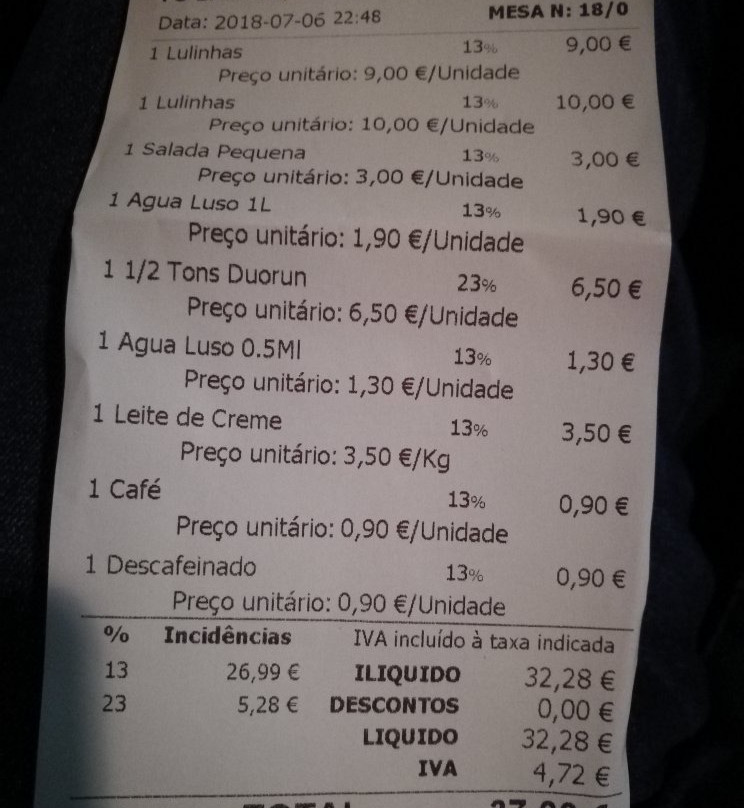 Data: 2018-07-06 22:48 MESA N: 18/0
1 Lulinhas 13% 9,00 €
Preço unitário: 9,00 €/Unidade
1 Lulinhas 13% 10,00 €
Preço unitário: 10,00 €/Unidade
1 Salada Pequena 13% 3,00 €
Preço unitário: 3,00 €/Unidade
1 Agua Luso 1L 13% 1,90 €
Preço unitário: 1,90 €/Unidade
1 1/2 Tons Duorun 23% 6,50 €
Preço unitário: 6,50 €/Unidade
1 Agua Luso 0.5Ml 13% 1,30 €
Preço unitário: 1,30 €/Unidade
1 Leite de Creme 13% 3,50 €
Preço unitário: 3,50 €/Kg
1 Café 13% 0,90 €
Preço unitário: 0,90 €/Unidade
1 Descafeinado 13% 0,90 €
Preço unitário: 0,90 €/Unidade
% Incidências IVA incluído à taxa indicada
13 26,99 € ILIQUIDO 32,28 €
23 5,28 € DESCONTOS 0,00 €
LIQUIDO 32,28 €
IVA 4,72 €